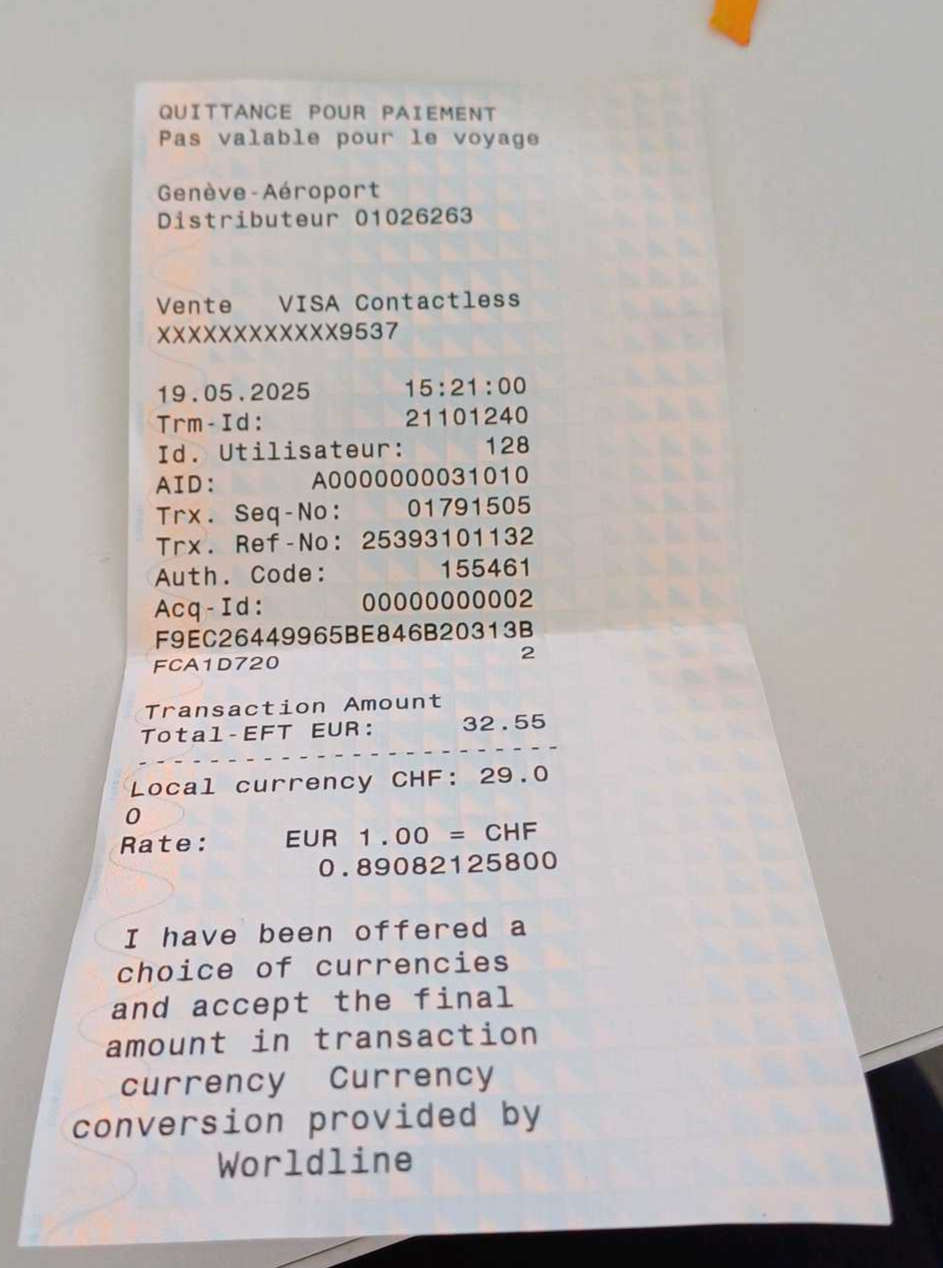 QUITTANCE POUR PAIEMENT
Pas valable pour le voyage
Genève-Aéroport
Distributeur 01026263
Vente VISA Contactless
XXXXXXXXXXXX9537
19.05.2025 15:21:00
Trm-Id: 21101240
Id. Utilisateur: 128
AID: A0000000031010
Trx. Seq-No: 01791505
Trx. Ref-No: 25393101132
Auth. Code: 155461
Acq-Id: 00000000002
F9EC26449965BE846B20313B
FCA1D720 2
Transaction Amount
Total-EFT EUR: 32.55
- - - - - - - - - - - - - - - - - - - - - - - -
Local currency CHF: 29.0
0
Rate: EUR 1.00 = CHF
0.89082125800
I have been offered a
choice of currencies
and accept the final
amount in transaction
currency Currency
conversion provided by
Worldline